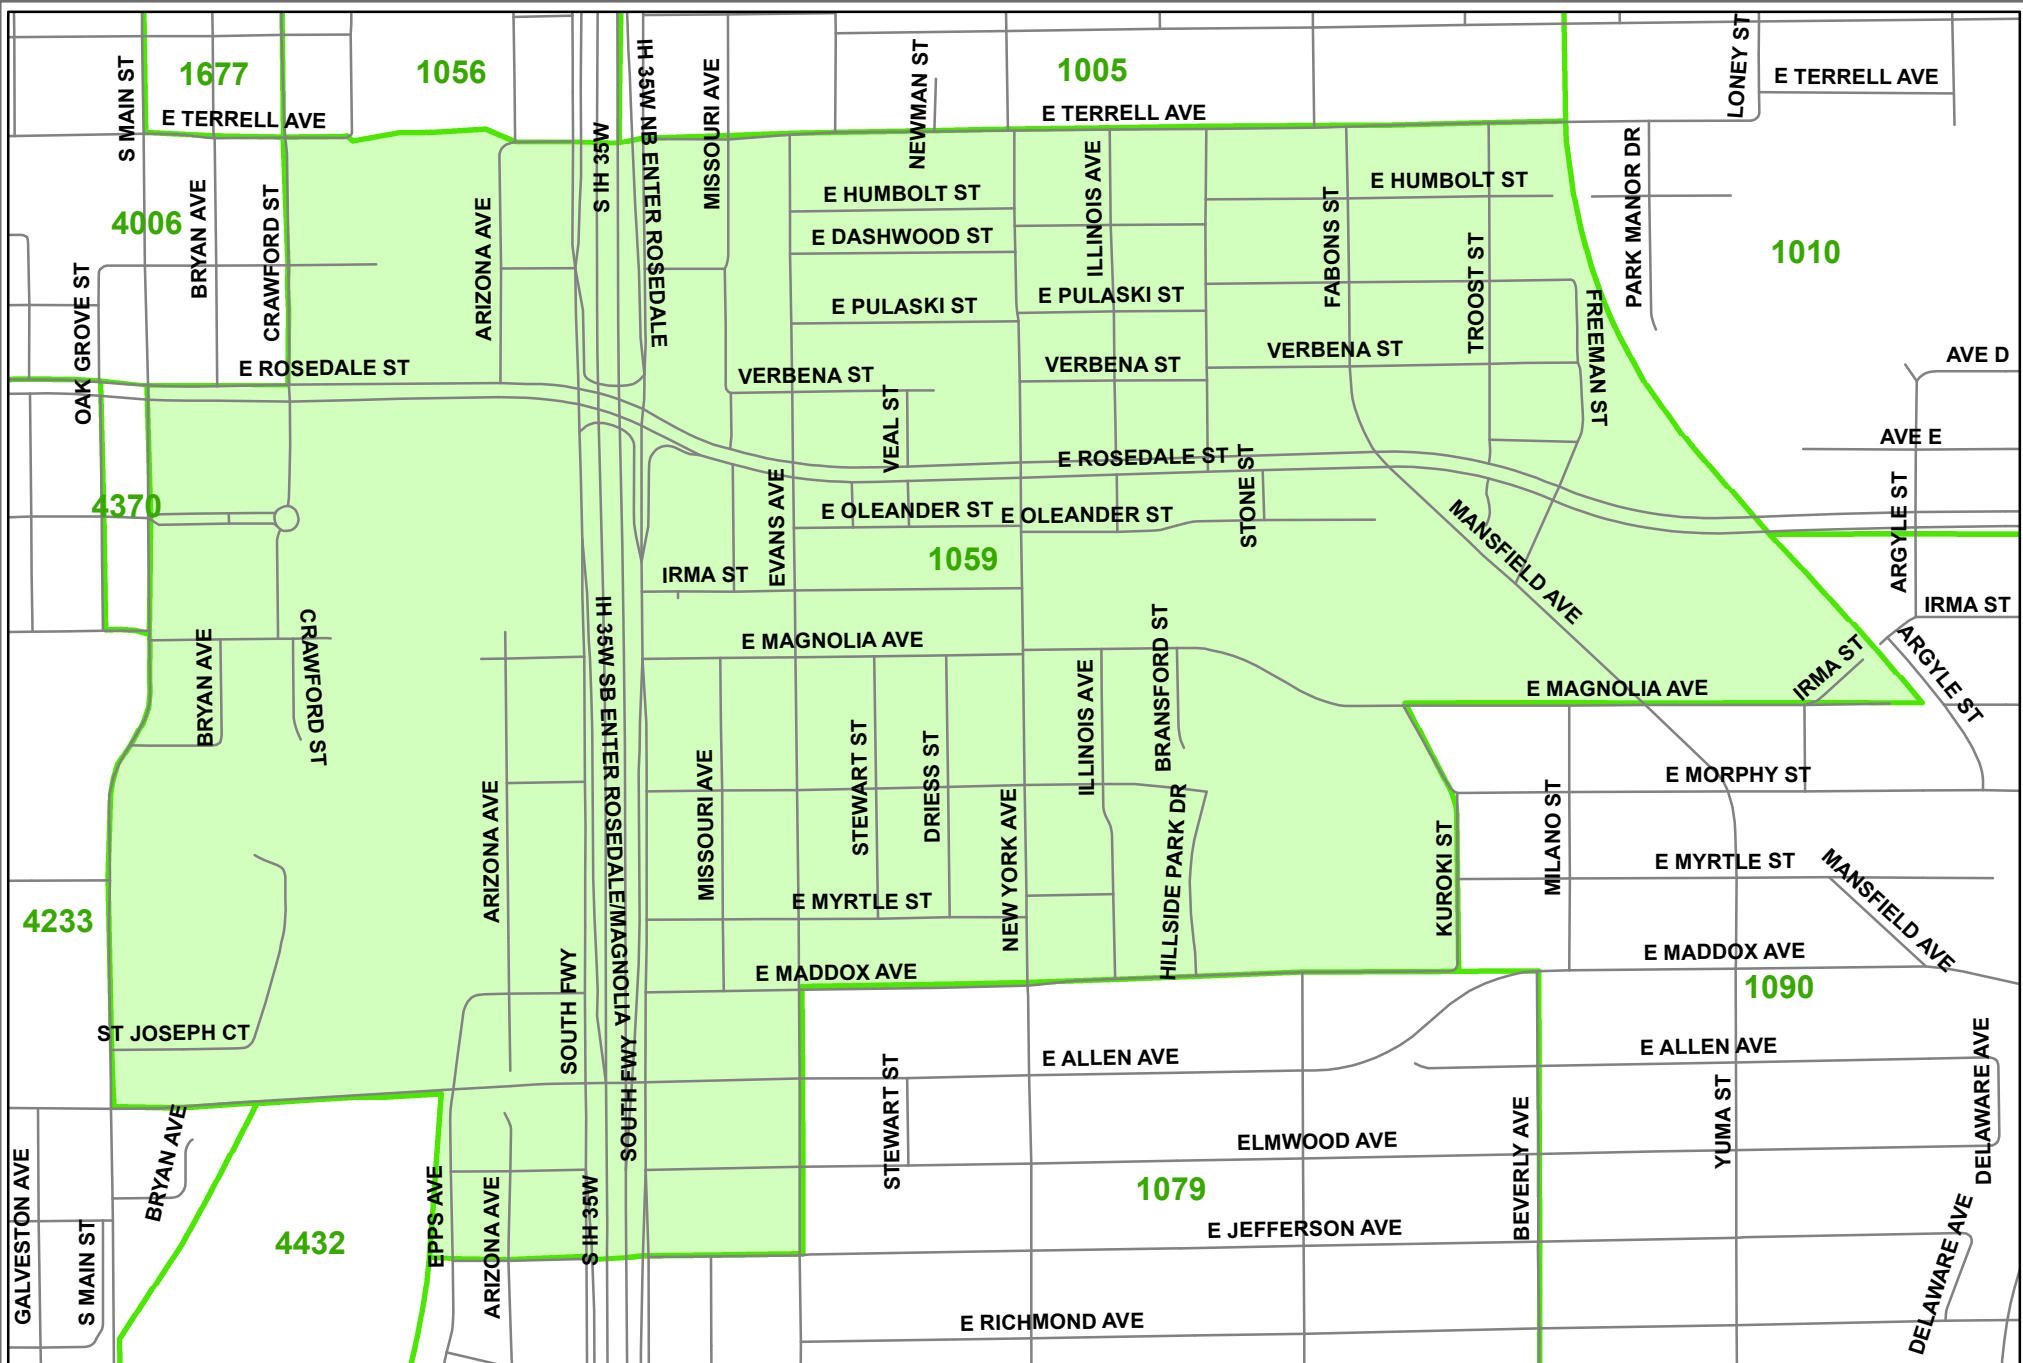 1677
1056
1005
LONEY ST
E TERRELL AVE
S MAIN ST
E TERRELL AVE
S IH 35W
IH 35W NB ENTER ROSEDALE
MISSOURI AVE
NEWMAN ST
E TERRELL AVE
PARK MANOR DR
4006
BRYAN AVE
CRAWFORD ST
ARIZONA AVE
E HUMBOLT ST
E DASHWOOD ST
ILLINOIS AVE
E HUMBOLT ST
FABONS ST
TROOST ST
1010
OAK GROVE ST
E PULASKI ST
E PULASKI ST
FREEMAN ST
E ROSEDALE ST
VERBENA ST
VERBENA ST
VERBENA ST
AVE D
VEAL ST
AVE E
4370
EVANS AVE
E ROSEDALE ST
STONE ST
E OLEANDER ST
E OLEANDER ST
MANSFIELD AVE
ARGYLE ST
1059
IRMA ST
IRMA ST
BRYAN AVE
CRAWFORD ST
IH 35W SB ENTER ROSEDALE/MAGNOLIA
E MAGNOLIA AVE
BRANSFORD ST
ILLINOIS AVE
E MAGNOLIA AVE
IRMA ST
ARGYLE ST
ARIZONA AVE
MISSOURI AVE
STEWART ST
DRIESS ST
NEW YORK AVE
HILLSIDE PARK DR
KUROKI ST
MILANO ST
E MORPHY ST
E MYRTLE ST
MANSFIELD AVE
4233
E MYRTLE ST
E MADDOX AVE
E MADDOX AVE
1090
ST JOSEPH CT
SOUTH FWY
SOUTH FWY
STEWART ST
E ALLEN AVE
E ALLEN AVE
DELAWARE AVE
BRYAN AVE
ELMWOOD AVE
BEVERLY AVE
YUMA ST
GALVESTON AVE
S MAIN ST
4432
EPPS AVE
ARIZONA AVE
S IH 35W
1079
E JEFFERSON AVE
DELAWARE AVE
E RICHMOND AVE